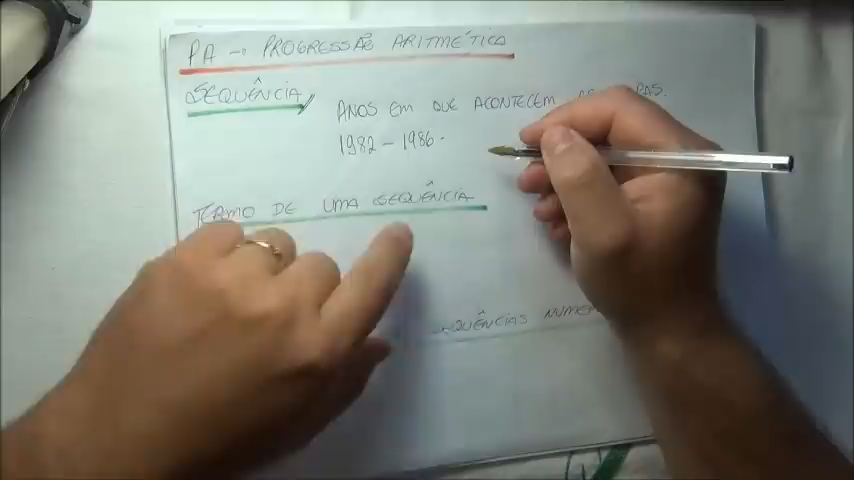 PA → PROGRESSÃO ARITMÉTICA
SEQUÊNCIA
ANOS EM QUE ACONTECEM
1982 - 1986 -
TERMO DE UMA SEQUÊNCIA